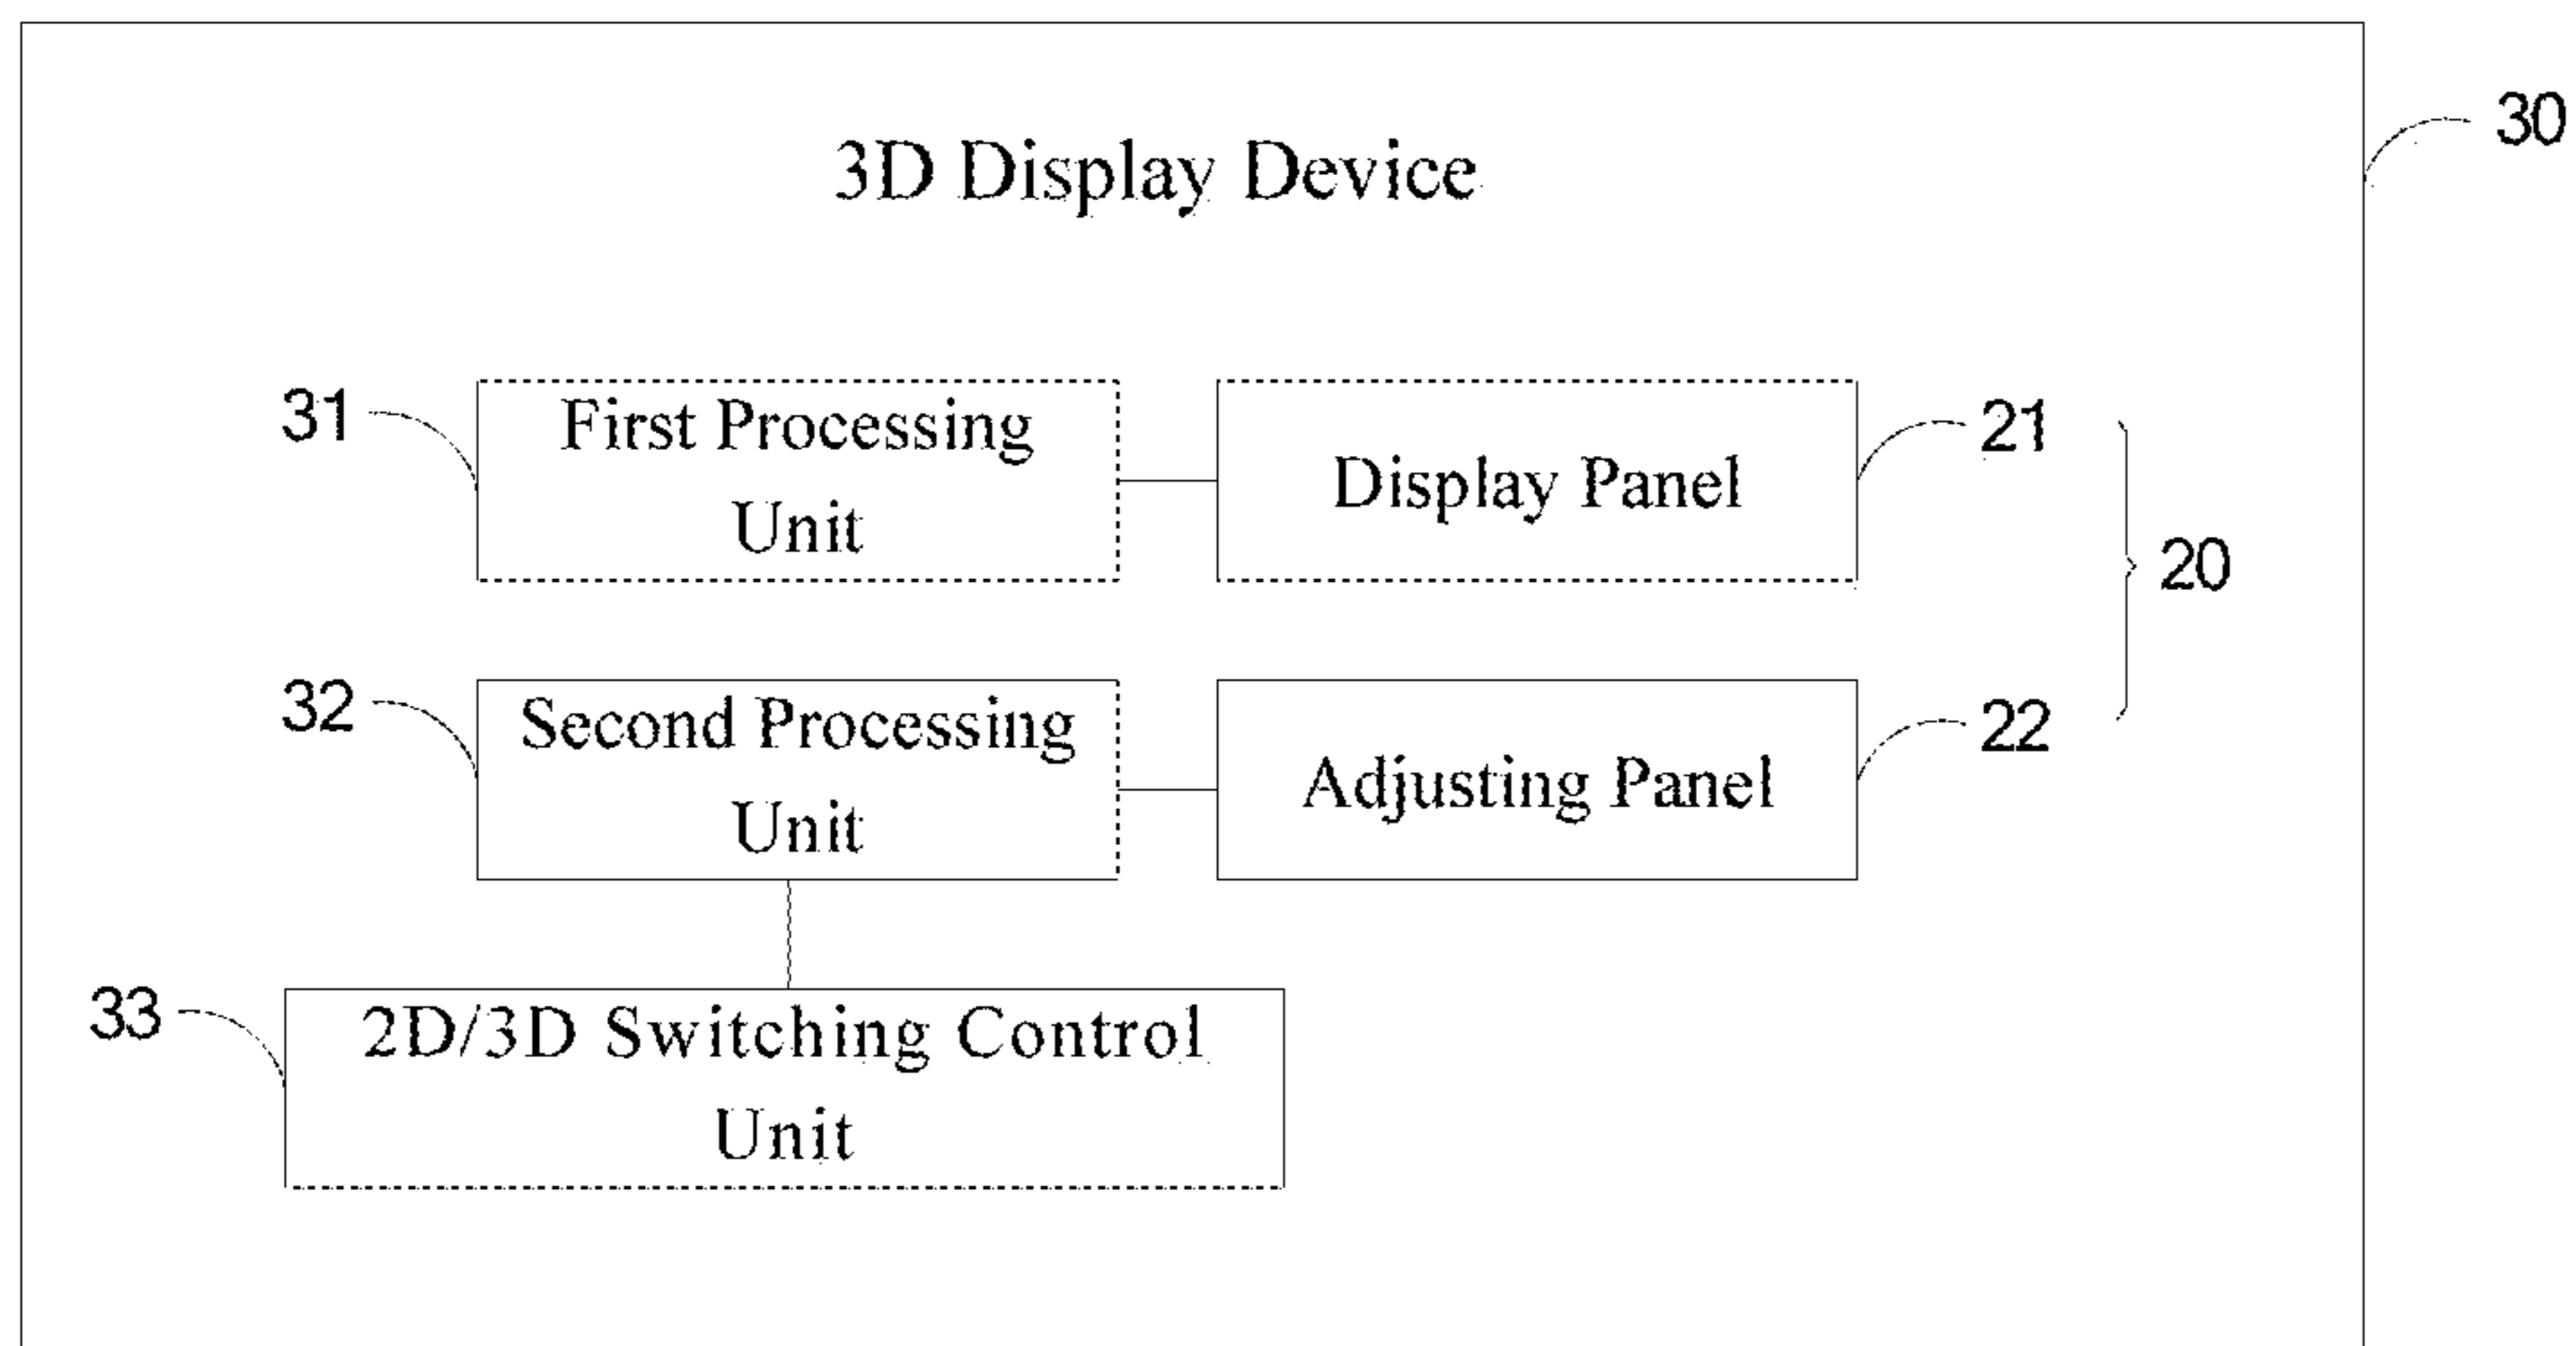 3D Display Device
30
31
First Processing
Unit
Display Panel
21
20
32
Second Processing
Unit
Adjusting Panel
22
33
2D/3D Switching Control
Unit